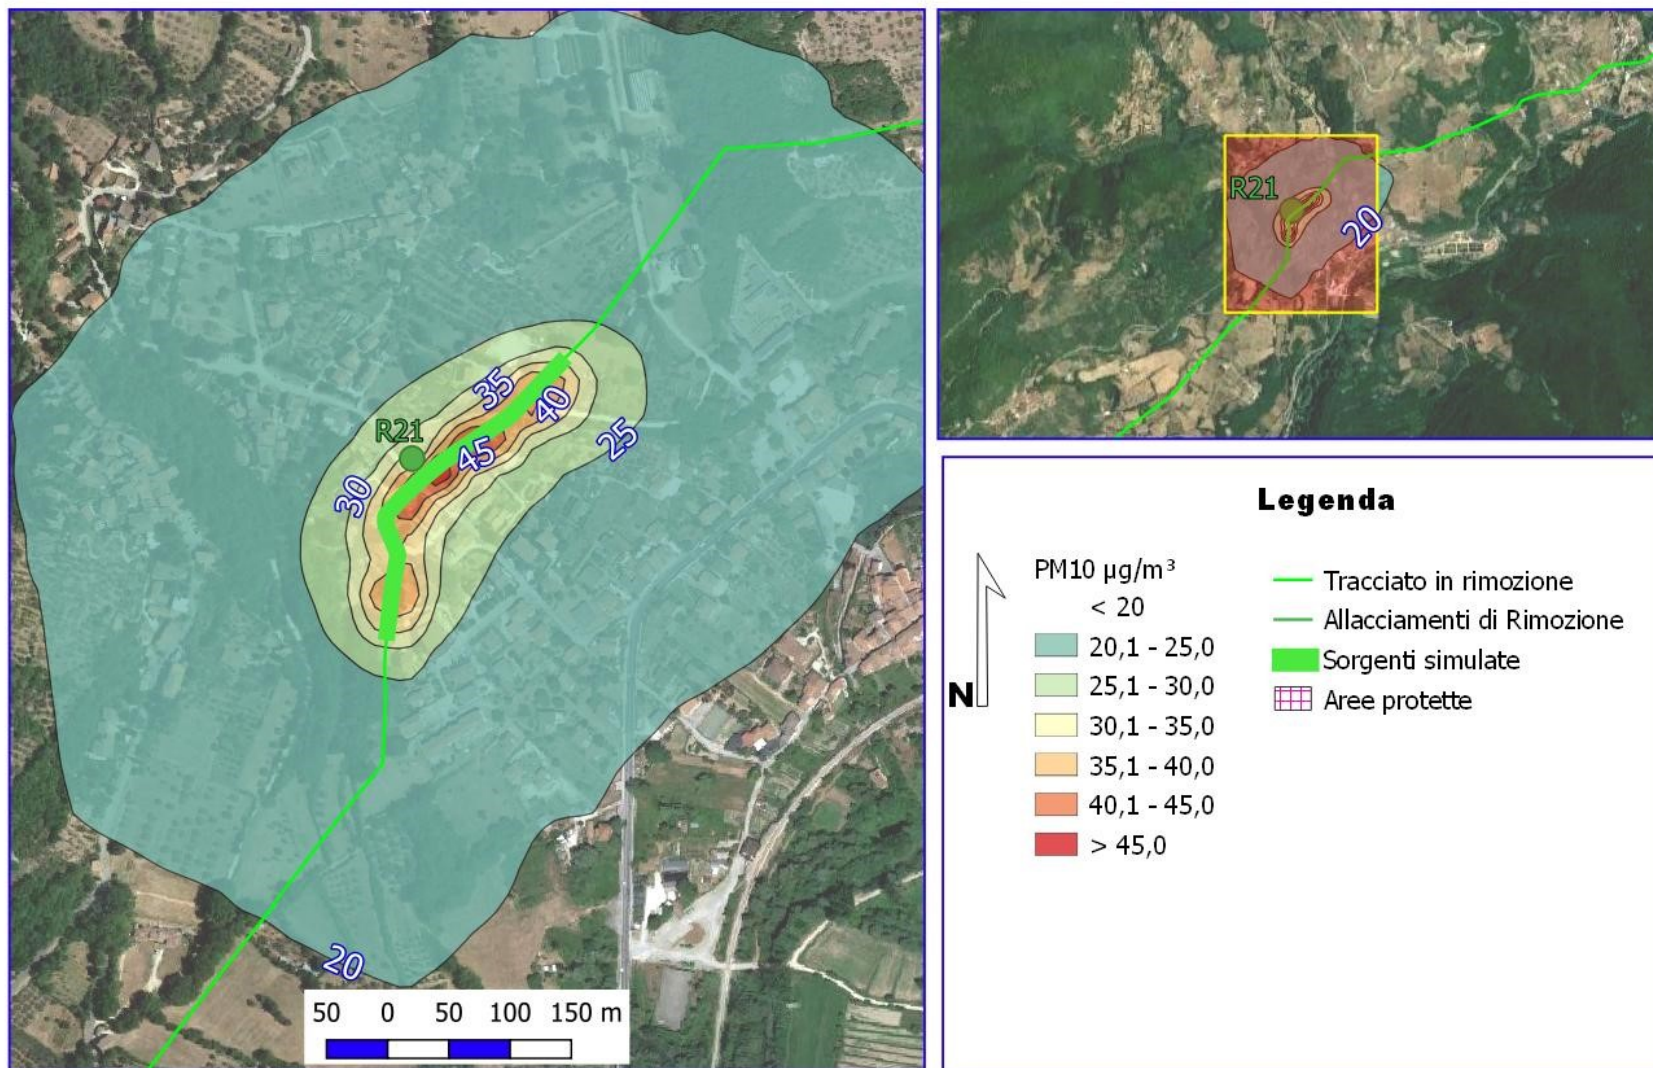 35
40
R21
45
25
30
20
50 0 50 100 150 m
R21
20
Legenda
N
PM10 µg/m³
< 20
20,1 - 25,0
25,1 - 30,0
30,1 - 35,0
35,1 - 40,0
40,1 - 45,0
> 45,0
Tracciato in rimozione
Allacciamenti di Rimozione
Sorgenti simulate
Aree protette